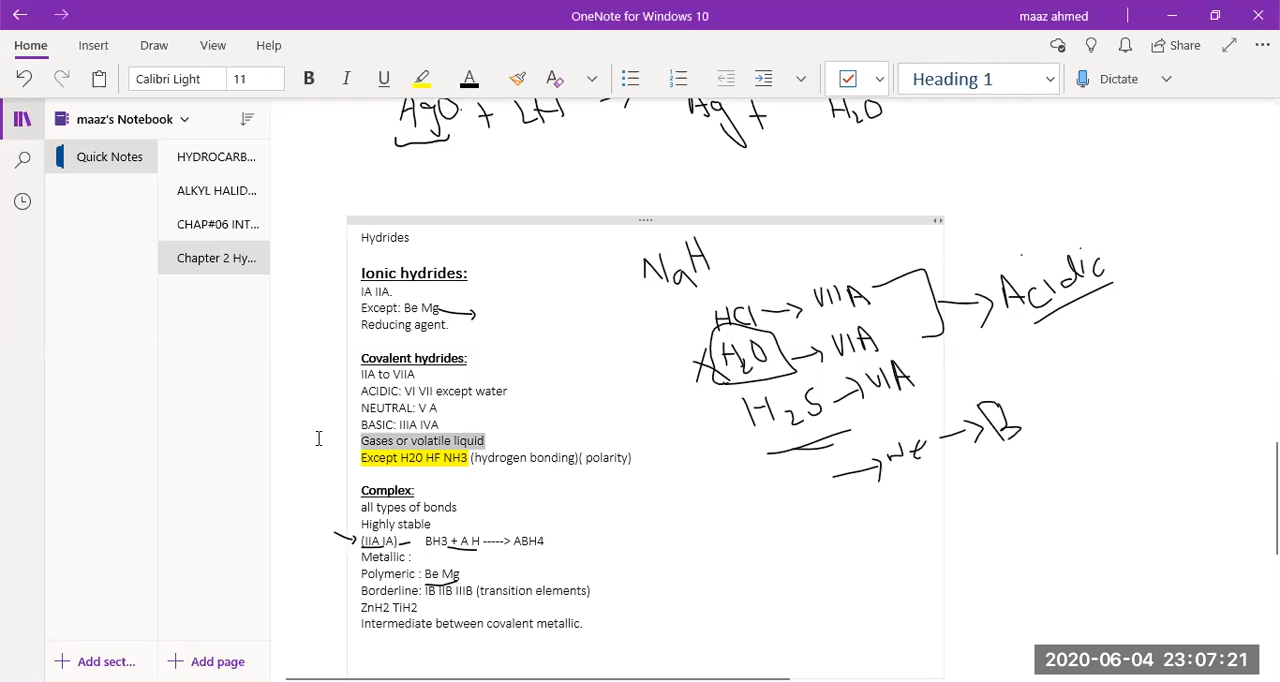 OneNote for Windows 10
maaz ahmed
Home Insert Draw View Help
Share
Calibri Light 11 B I U A Heading 1 Dictate
maaz's Notebook
Quick Notes
HYDROCARB...
ALKYL HALID...
CHAP#06 INT...
Chapter 2 Hy...
AgO + 2H → Ag + H2O
Hydrides
Ionic hydrides:
IA IIA.
Except: Be Mg
Reducing agent.
Covalent hydrides:
IIA to VIIA
ACIDIC: VI VII except water
NEUTRAL: V A
BASIC: IIIA IVA
Gases or volatile liquid
Except H20 HF NH3 (hydrogen bonding)( polarity)
Complex:
all types of bonds
Highly stable
(IIA IA) BH3 + A H -----> ABH4
Metallic :
Polymeric : Be Mg
Borderline: IB IIB IIIB (transition elements)
ZnH2 TiH2
Intermediate between covalent metallic.
NaH
HCl → VIIA
H2O → VIA
H2S → VIA
→ Acidic
→ Ne → B
Add sect...
Add page
2020-06-04 23:07:21